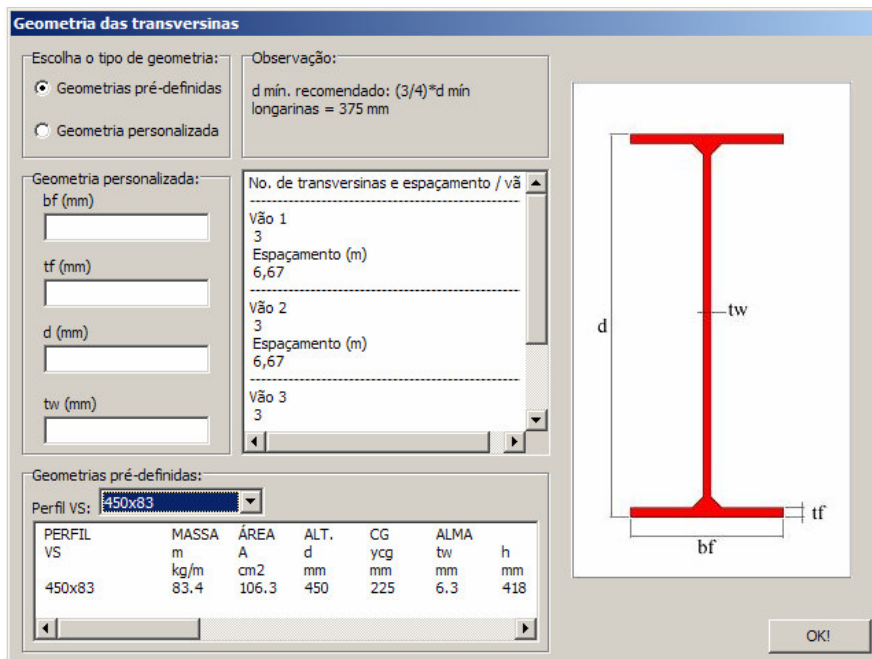 Geometria das transversinas
Escolha o tipo de geometria:
Geometrias pré-definidas
Geometria personalizada
Observação:
d mín. recomendado: (3/4)*d mín
longarinas = 375 mm
Geometria personalizada:
bf (mm)
tf (mm)
d (mm)
tw (mm)
No. de transversinas e espaçamento / vã
Vão 1
3
Espaçamento (m)
6,67
Vão 2
3
Espaçamento (m)
6,67
Vão 3
3
d
tw
tf
bf
Geometrias pré-definidas:
Perfil VS: 450x83
PERFIL MASSA ÁREA ALT. CG ALMA
VS m A d ycg tw h
kg/m cm2 mm mm mm mm
450x83 83.4 106.3 450 225 6.3 418
OK!